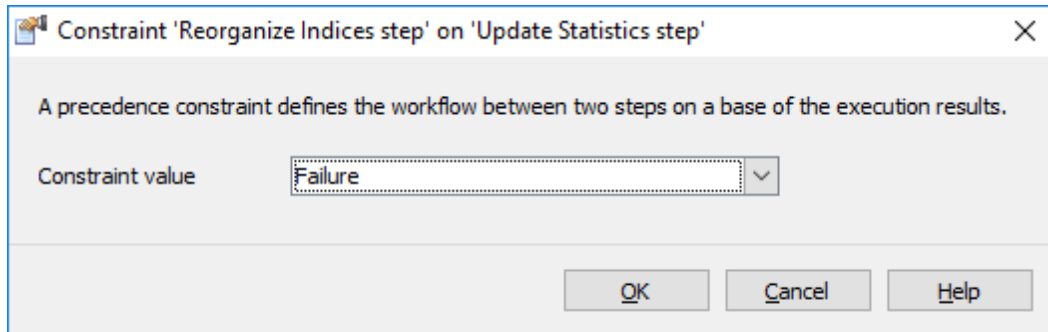 Constraint 'Reorganize Indices step' on 'Update Statistics step'
A precedence constraint defines the workflow between two steps on a base of the execution results.
Constraint value Failure
OK Cancel Help